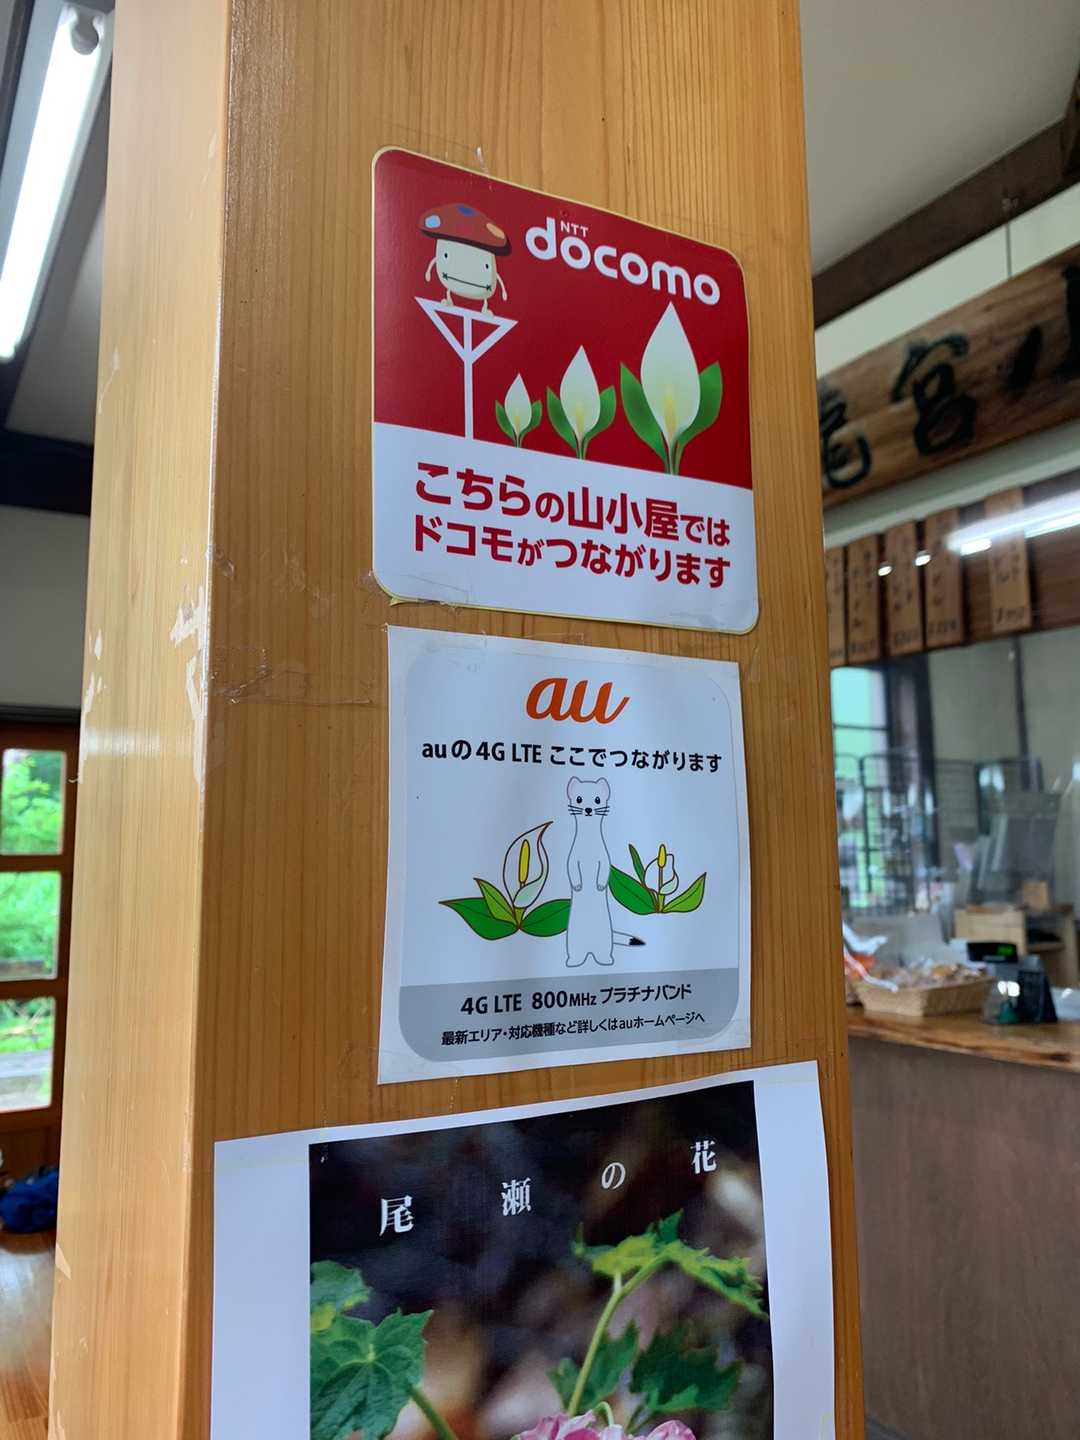 NTT
docomo
こちらの山小屋では
ドコモがつながります
au
auの4G LTE ここでつながります
4G LTE 800MHz プラチナバンド
最新エリア・対応機種など詳しくはauホームページへ
尾瀬の花
宮小